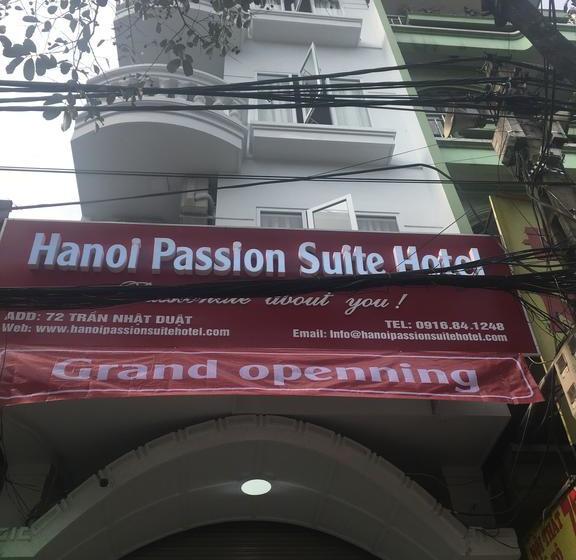 Hanoi Passion Suite Hotel
about you !
ADD: 72 TRẦN NHẬT DUẬT
TEL: 0916.84.1248
Web: www.hanoipassionsuitehotel.com
Email: Info@hanoipassionsuitehotel.com
Grand openning